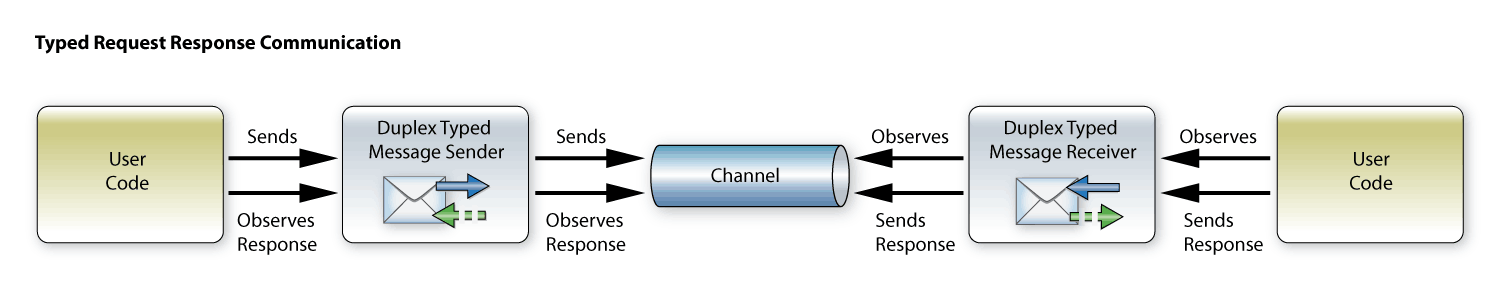 Typed Request Response Communication
User
Code
Sends
Observes
Response
Duplex Typed
Message Sender
Sends
Observes
Response
Channel
Observes
Sends
Response
Duplex Typed
Message Receiver
Observes
Sends
Response
User
Code